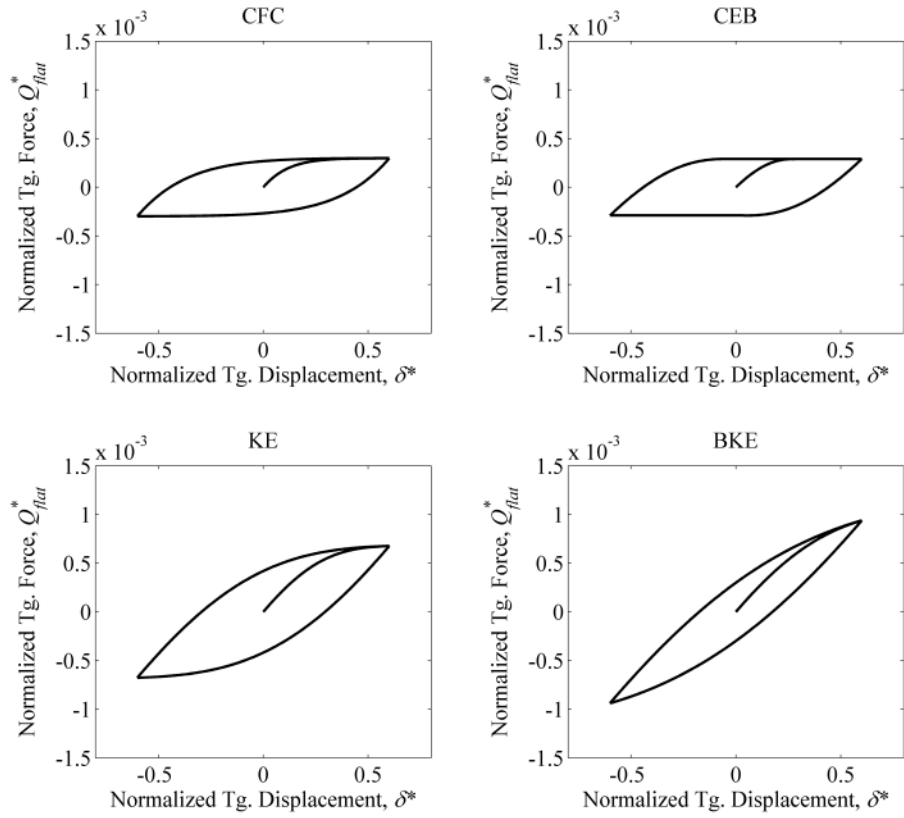 CFC
x 10^-3
1.5
1
0.5
0
-0.5
-1
-1.5
Normalized Tg. Force, Q*_flat
-0.5 0 0.5
Normalized Tg. Displacement, δ*
CEB
x 10^-3
1.5
1
0.5
0
-0.5
-1
-1.5
Normalized Tg. Force, Q*_flat
-0.5 0 0.5
Normalized Tg. Displacement, δ*
KE
x 10^-3
1.5
1
0.5
0
-0.5
-1
-1.5
Normalized Tg. Force, Q*_flat
-0.5 0 0.5
Normalized Tg. Displacement, δ*
BKE
x 10^-3
1.5
1
0.5
0
-0.5
-1
-1.5
Normalized Tg. Force, Q*_flat
-0.5 0 0.5
Normalized Tg. Displacement, δ*